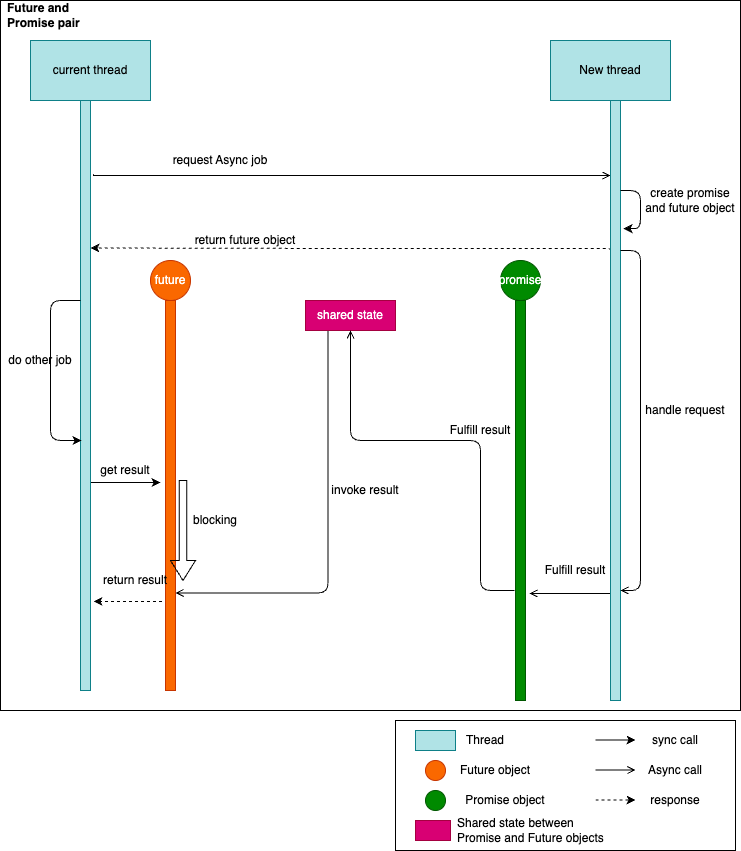 Future and
Promise pair
current thread
New thread
request Async job
create promise
and future object
return future object
future
promise
shared state
do other job
handle request
Fulfill result
get result
invoke result
blocking
Fulfill result
return result
Thread
sync call
Future object
Async call
Promise object
response
Shared state between
Promise and Future objects